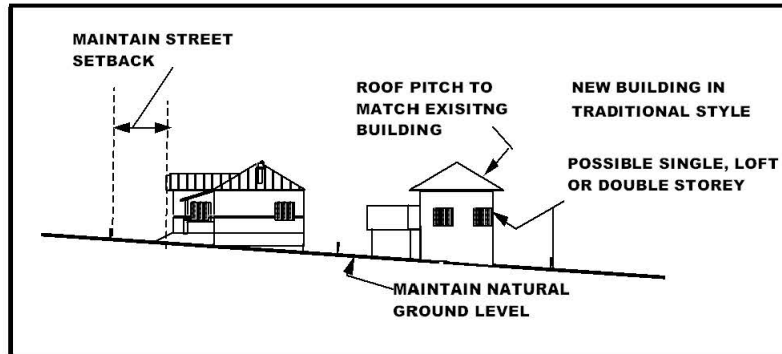 MAINTAIN STREET
SETBACK
ROOF PITCH TO
MATCH EXISITNG
BUILDING
NEW BUILDING IN
TRADITIONAL STYLE
POSSIBLE SINGLE, LOFT
OR DOUBLE STOREY
MAINTAIN NATURAL
GROUND LEVEL